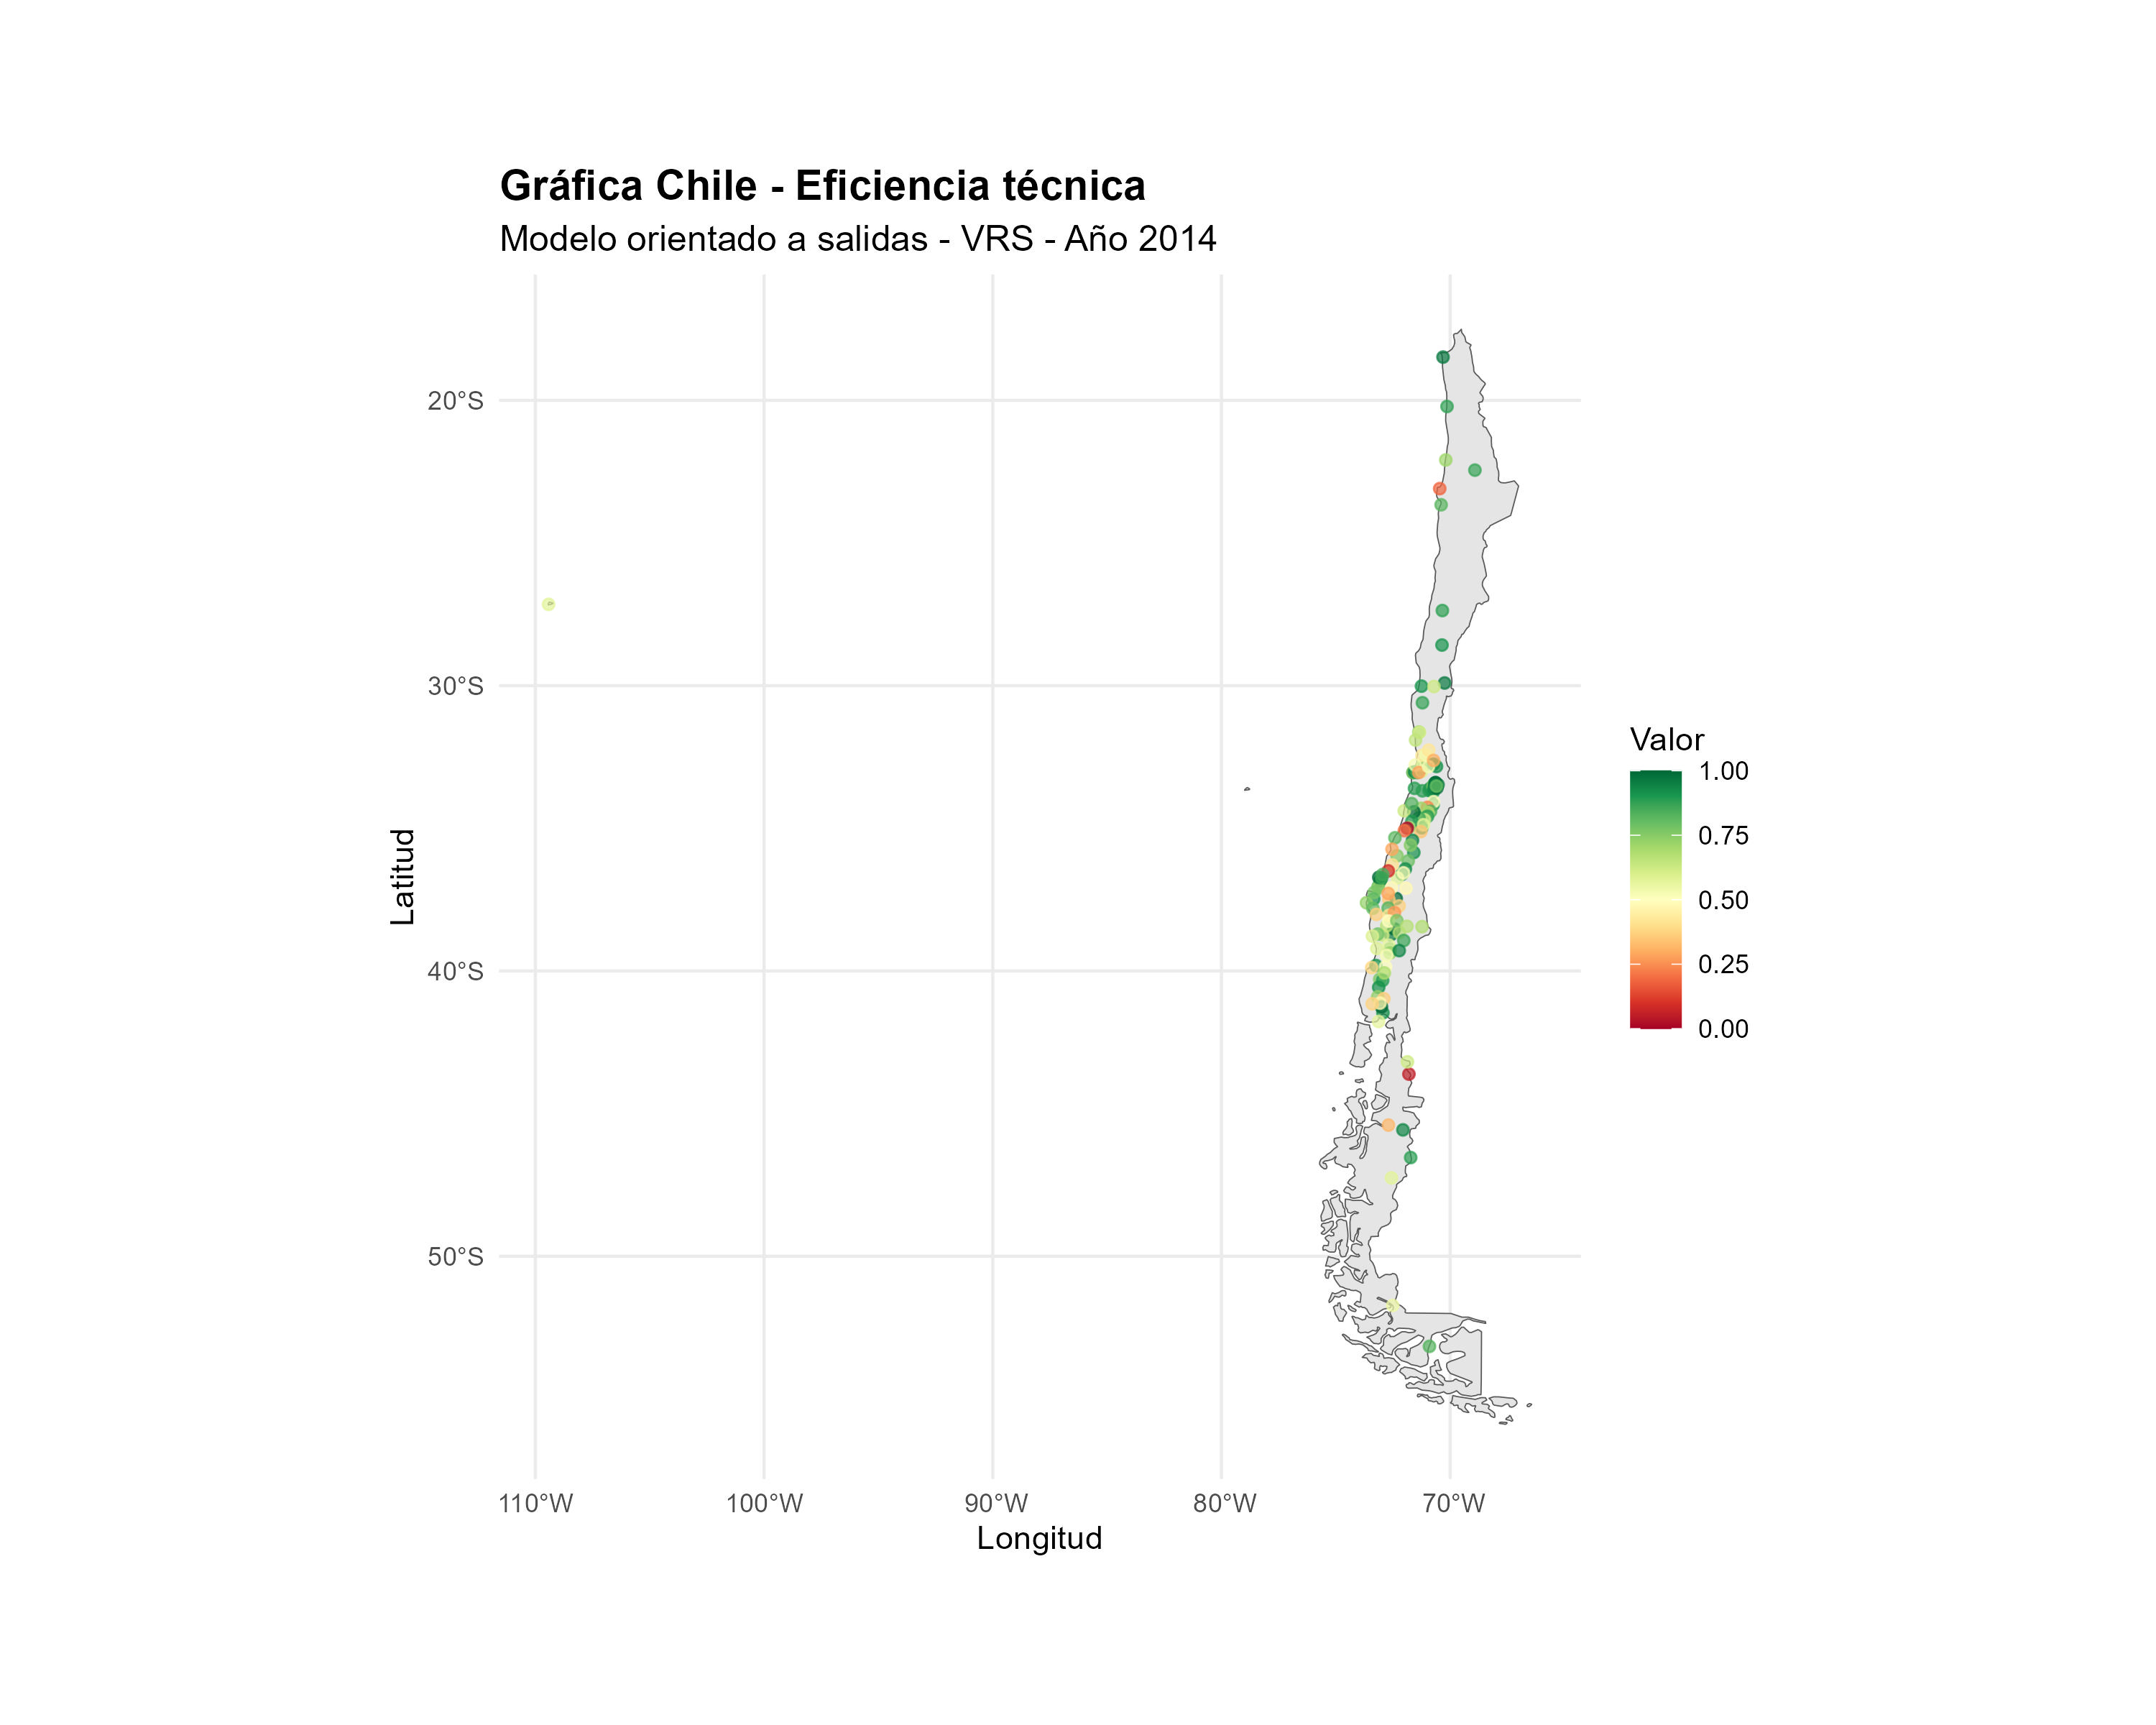 Gráfica Chile - Eficiencia técnica
Modelo orientado a salidas - VRS - Año 2014
20°S
30°S
40°S
50°S
Latitud
110°W
100°W
90°W
80°W
70°W
Longitud
Valor
1.00
0.75
0.50
0.25
0.00